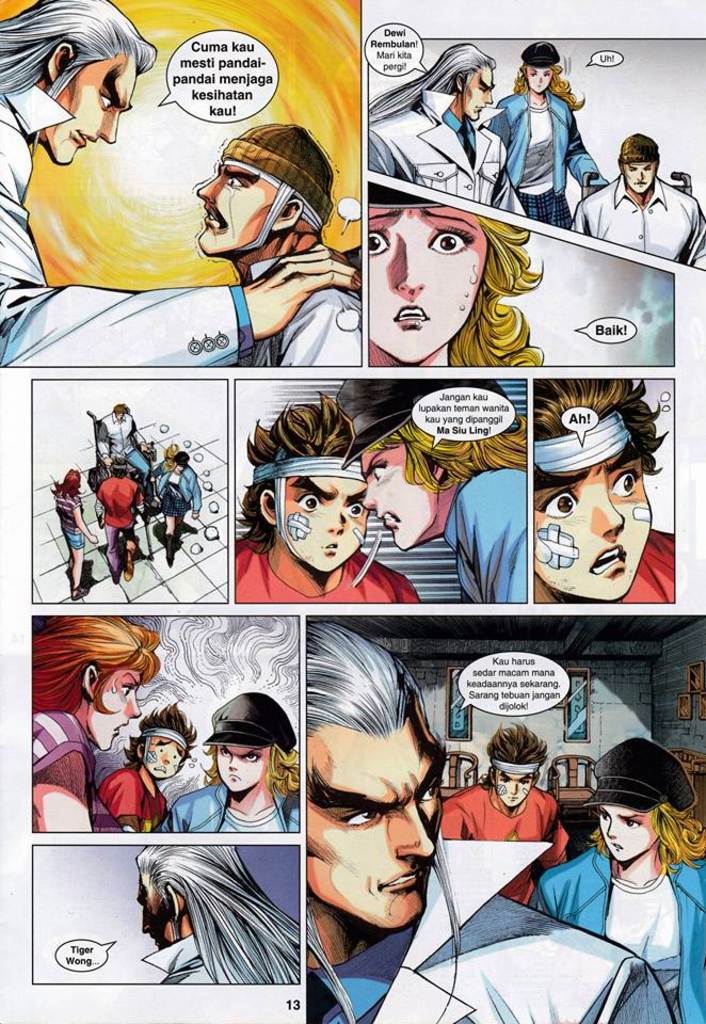 Cuma kau
mesti pandai-
pandai menjaga
kesihatan
kau!
Dewi
Rembulan!
Mari kita
pergi!
Uh!
Baik!
Jangan kau
lupakan teman wanita
kau yang dipanggil
Ma Siu Ling!
Ah!
Kau harus
sedar macam mana
keadaannya sekarang.
Sarang tebuan jangan
dijolok!
Tiger
Wong...
13